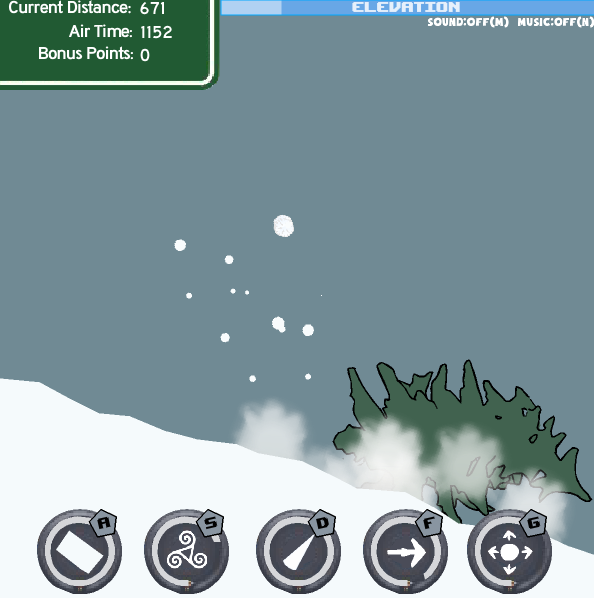 Current Distance: 671
Air Time: 1152
Bonus Points: 0
ELEVATION
SOUND:OFF(M) MUSIC:OFF(N)
A S D F G